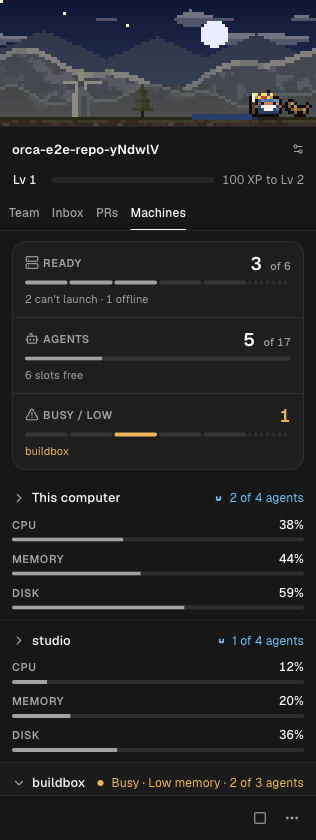 orca-e2e-repo-yNdwlV
Lv 1 100 XP to Lv 2
Team Inbox PRs Machines
READY 3 of 6
2 can't launch · 1 offline
AGENTS 5 of 17
6 slots free
BUSY / LOW 1
buildbox
This computer 2 of 4 agents
CPU 38%
MEMORY 44%
DISK 59%
studio 1 of 4 agents
CPU 12%
MEMORY 20%
DISK 36%
buildbox Busy · Low memory · 2 of 3 agents